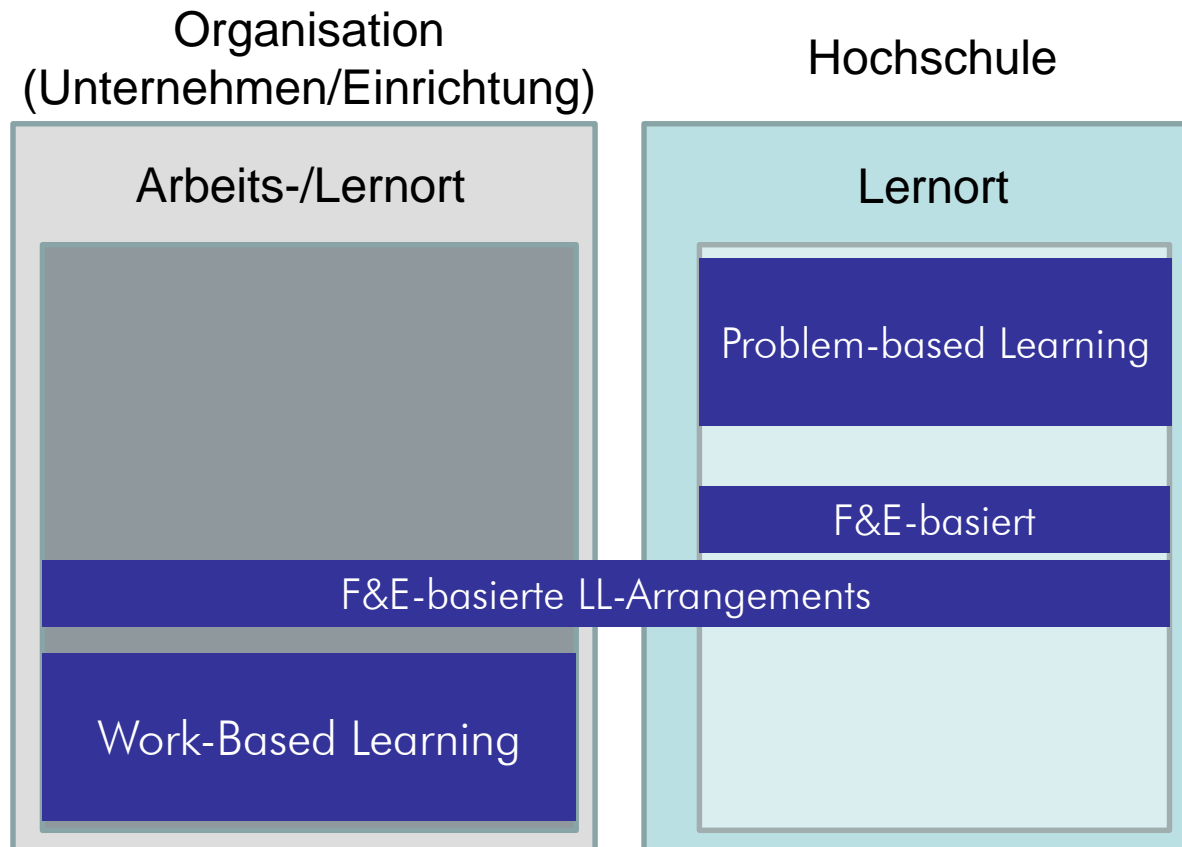 Organisation
(Unternehmen/Einrichtung)
Hochschule
Arbeits-/Lernort
Lernort
Problem-based Learning
F&E-basiert
F&E-basierte LL-Arrangements
Work-Based Learning